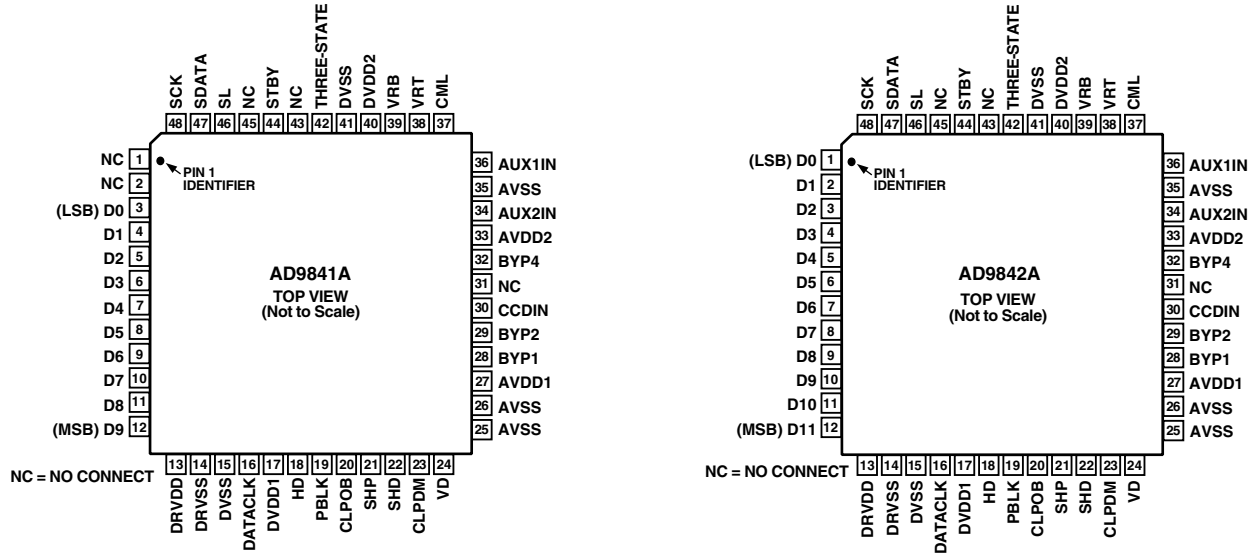 SCK
SDATA
SL
NC
STBY
NC
THREE-STATE
DVSS
DVDD2
VRB
VRT
CML
48 47 46 45 44 43 42 41 40 39 38 37
NC 1
NC 2
(LSB) D0 3
D1 4
D2 5
D3 6
D4 7
D5 8
D6 9
D7 10
D8 11
(MSB) D9 12
PIN 1
IDENTIFIER
AD9841A
TOP VIEW
(Not to Scale)
36 AUX1IN
35 AVSS
34 AUX2IN
33 AVDD2
32 BYP4
31 NC
30 CCDIN
29 BYP2
28 BYP1
27 AVDD1
26 AVSS
25 AVSS
13 14 15 16 17 18 19 20 21 22 23 24
DRVDD
DRVSS
DVSS
DATACLK
DVDD1
HD
PBLK
CLPOB
SHP
SHD
CLPDM
VD
NC = NO CONNECT
SCK
SDATA
SL
NC
STBY
NC
THREE-STATE
DVSS
DVDD2
VRB
VRT
CML
48 47 46 45 44 43 42 41 40 39 38 37
(LSB) D0 1
D1 2
D2 3
D3 4
D4 5
D5 6
D6 7
D7 8
D8 9
D9 10
D10 11
(MSB) D11 12
PIN 1
IDENTIFIER
AD9842A
TOP VIEW
(Not to Scale)
36 AUX1IN
35 AVSS
34 AUX2IN
33 AVDD2
32 BYP4
31 NC
30 CCDIN
29 BYP2
28 BYP1
27 AVDD1
26 AVSS
25 AVSS
13 14 15 16 17 18 19 20 21 22 23 24
DRVDD
DRVSS
DVSS
DATACLK
DVDD1
HD
PBLK
CLPOB
SHP
SHD
CLPDM
VD
NC = NO CONNECT